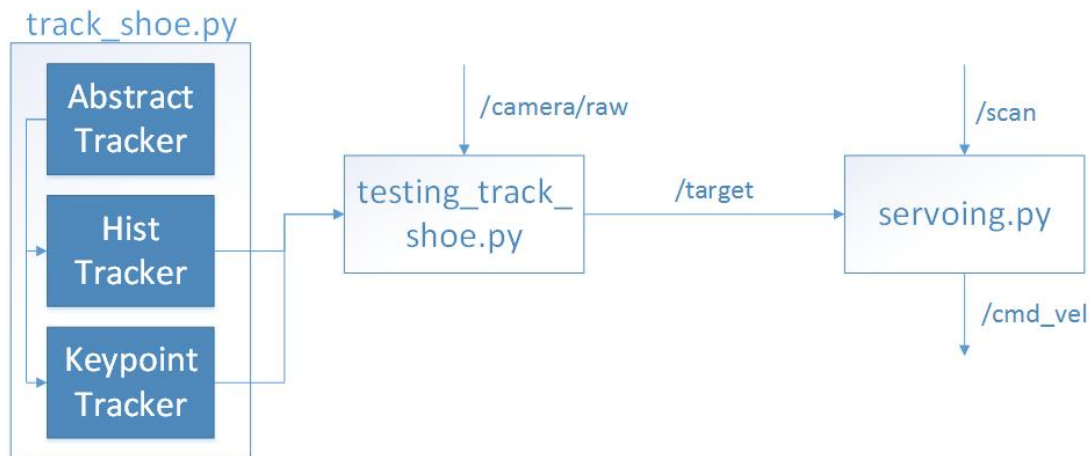 track_shoe.py
Abstract
Tracker
Hist
Tracker
Keypoint
Tracker
/camera/raw
testing_track_
shoe.py
/target
/scan
servoing.py
/cmd_vel